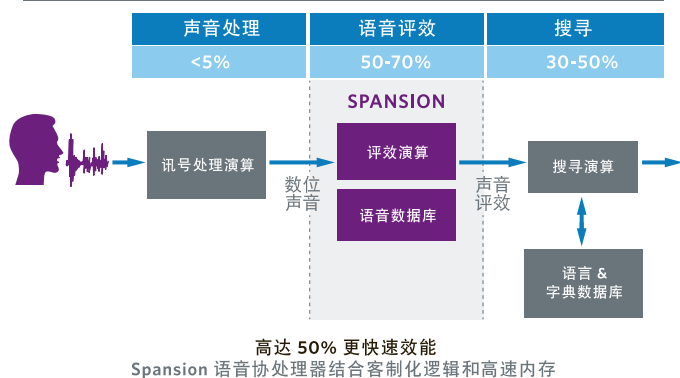 声音处理
语音评效
搜寻
<5%
50-70%
30-50%
SPANSION
讯号处理演算
数位
声音
评效演算
语音数据库
声音
评效
搜寻演算
语言 &
字典数据库
高达 50% 更快速效能
Spansion 语音协处理器结合客制化逻辑和高速内存